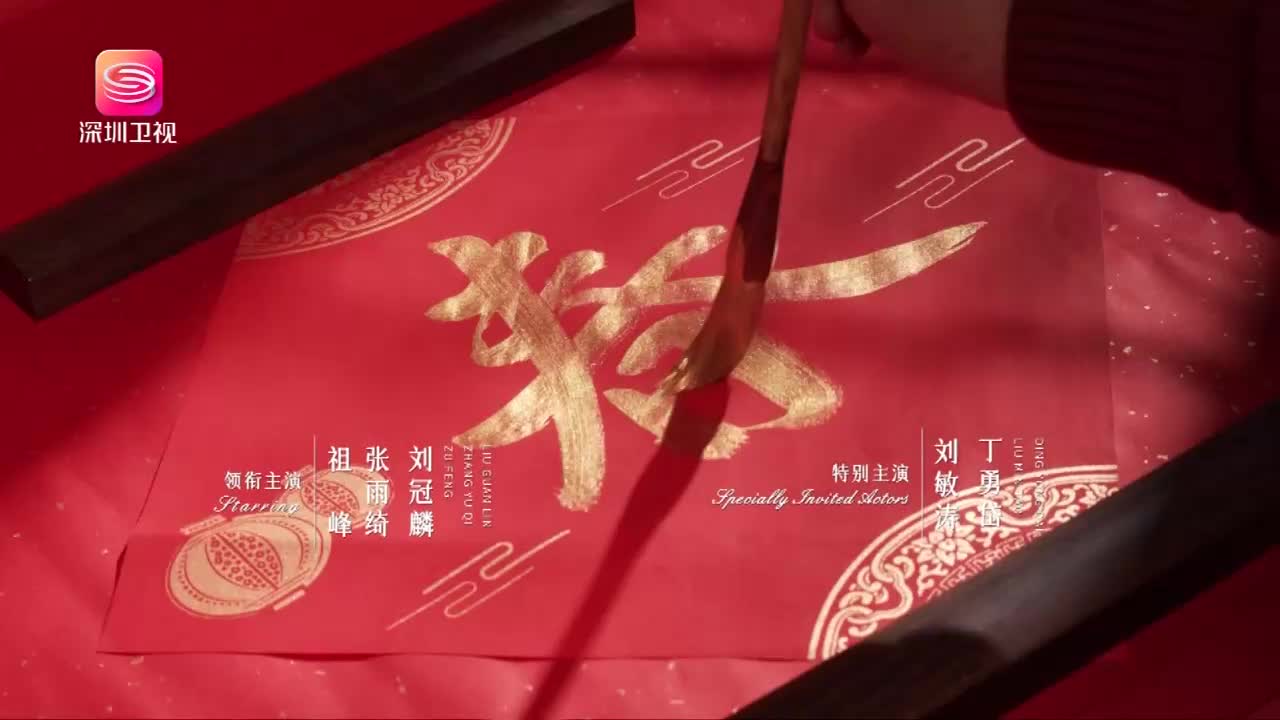 深圳卫视
领衔主演
Starring
刘冠麟
LIU GUAN LIN
张雨绮
ZHANG YU QI
祖峰
ZU FENG
特别主演
Specially Invited Actors
丁勇岱
DING
刘敏涛
LIU